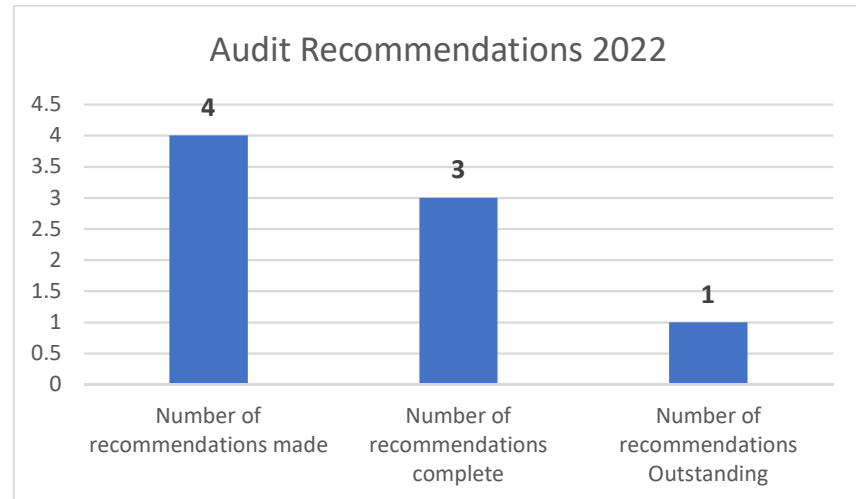 Audit Recommendations 2022
4.5
4
3.5
3
2.5
2
1.5
1
0.5
0
4
3
1
Number of
recommendations made
Number of
recommendations
complete
Number of
recommendations
Outstanding